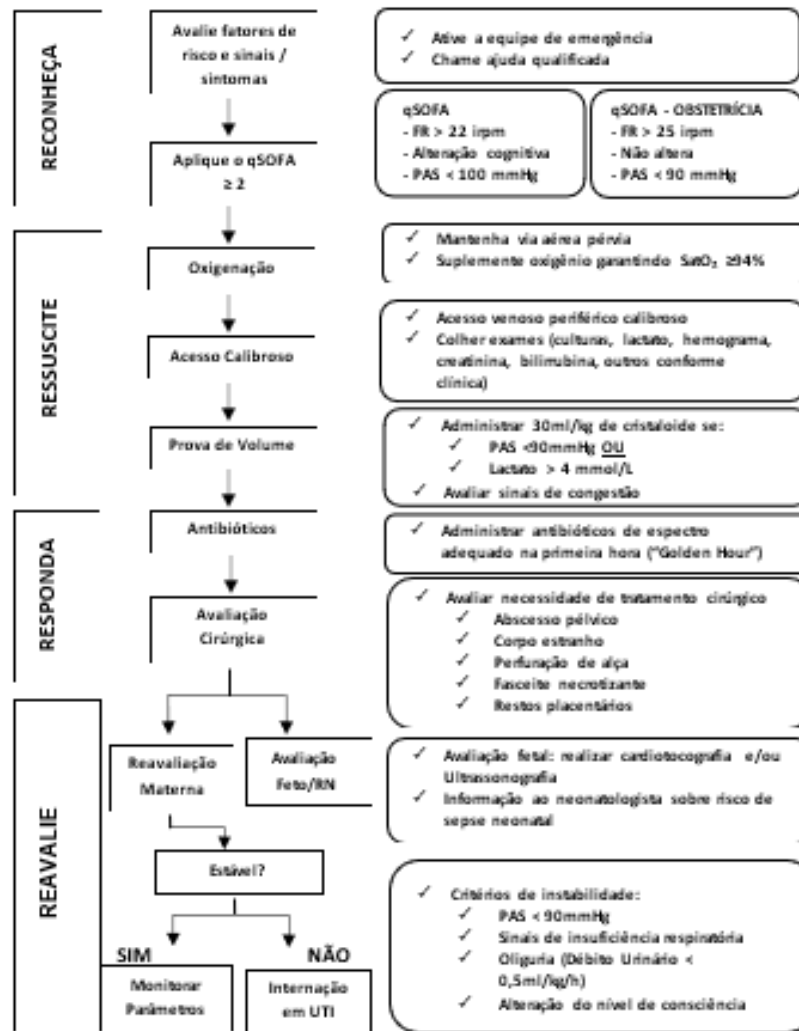 RECONHEÇA
Avalie fatores de
risco e sinais /
sintomas
✓ Ative a equipe de emergência
✓ Chame ajuda qualificada
Aplique o qSOFA
≥ 2
qSOFA
- FR > 22 irpm
- Alteração cognitiva
- PAS < 100 mmHg
qSOFA - OBSTETRÍCIA
- FR > 25 irpm
- Não altera
- PAS < 90 mmHg
RESSUSCITE
Oxigenação
✓ Mantenha via aérea pérvia
✓ Suplemente oxigênio garantindo SatO₂ ≥94%
Acesso Calibroso
✓ Acesso venoso periférico calibroso
✓ Colher exames (culturas, lactato, hemograma,
creatinina, bilirrubina, outros conforme
clínica)
Prova de Volume
✓ Administrar 30ml/kg de cristaloide se:
✓ PAS <90mmHg OU
✓ Lactato > 4 mmol/L
✓ Avaliar sinais de congestão
RESPONDA
Antibióticos
✓ Administrar antibióticos de espectro
adequado na primeira hora ("Golden Hour")
Avaliação
Cirúrgica
✓ Avaliar necessidade de tratamento cirúrgico
✓ Abscesso pélvico
✓ Corpo estranho
✓ Perfuração de alça
✓ Fasceite necrotizante
✓ Restos placentários
REAVALIE
Reavaliação
Materna
Avaliação
Feto/RN
✓ Avaliação fetal: realizar cardiotocografia e/ou
Ultrassonografia
✓ Informação ao neonatologista sobre risco de
sepse neonatal
Estável?
SIM
NÃO
Monitorar
Parâmetros
Internação
em UTI
✓ Critérios de instabilidade:
✓ PAS < 90mmHg
✓ Sinais de insuficiência respiratória
✓ Oliguria (Débito Urinário <
0,5ml/kg/h)
✓ Alteração do nível de consciência